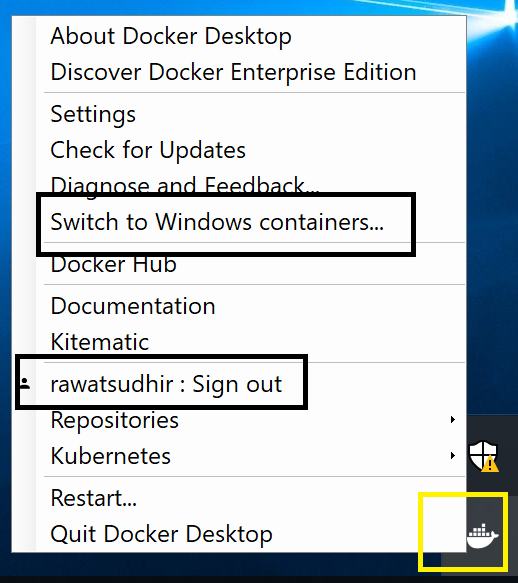 About Docker Desktop
Discover Docker Enterprise Edition
Settings
Check for Updates
Diagnose and Feedback...
Switch to Windows containers...
Docker Hub
Documentation
Kitematic
rawatsudhir : Sign out
Repositories
Kubernetes
Restart...
Quit Docker Desktop